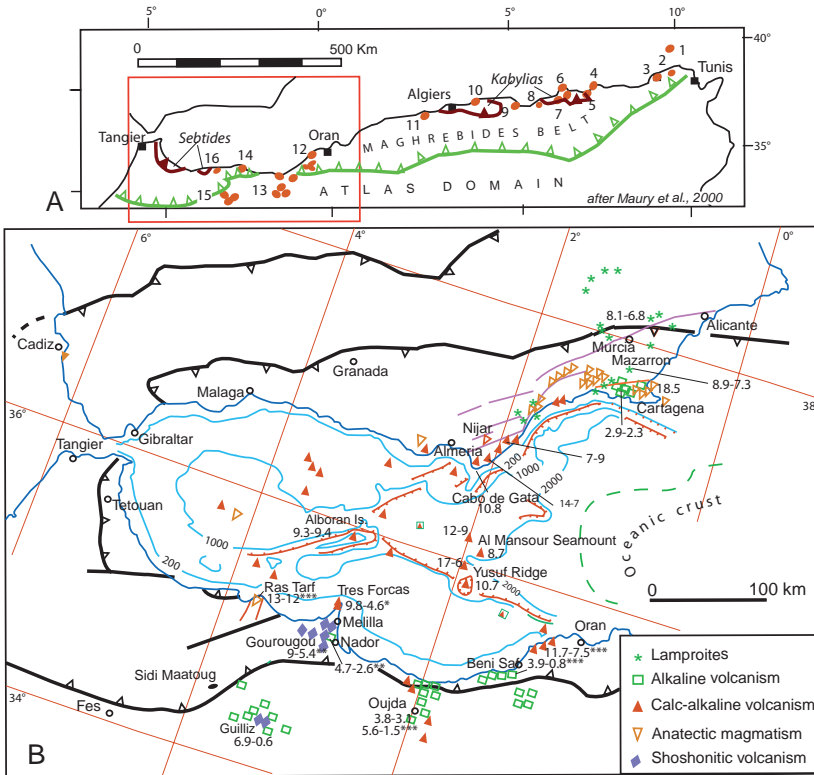 5° 0° 5° 10°
0 500 Km
40°
1
2
3
Tunis
4
6
Kabylias
5
7
8
9
10
Algiers
11
35°
MAGHREBIDES BELT
Oran
12
Tangier
Septides
16
14
13
15
ATLAS DOMAIN
A
after Maury et al., 2000
6° 4° 2° 0°
8.1-6.8
Alicante
Cadiz
Murcia
Mazarron
Granada
8.9-7.3
18.5
Malaga
Cartagena
38
36°
2.9-2.3
Nijar
Gibraltar
Tangier
Almeria
7-9
200
1000
2000
Cabo de Gata
10.8
14-7
Tetouan
Oceanic crust
Alboran Is.
9.3-9.4
12-9
Al Mansour Seamount
8.7
1000
200
17-6
Yusuf Ridge
10.7
2000
0 100 km
Ras Tarf
13-12***
Tres Forcas
9.8-4.6*
Melilla
Gourougou
9-5.4**
Nador
4.7-2.6**
Oran
11.7-7.5***
Beni Saf
3.9-0.8***
Sidi Maatoug
34°
Fes
Guilliz
6.9-0.6
Oujda
3.8-3.1
5.6-1.5***
B
Lamproites
Alkaline volcanism
Calc-alkaline volcanism
Anatectic magmatism
Shoshonitic volcanism